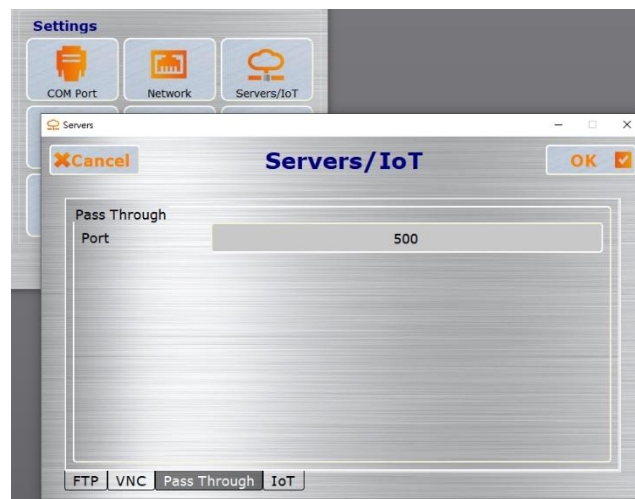 Settings
COM Port
Network
Servers/IoT
Servers
Cancel
Servers/IoT
OK
Pass Through
Port
500
FTP
VNC
Pass Through
IoT